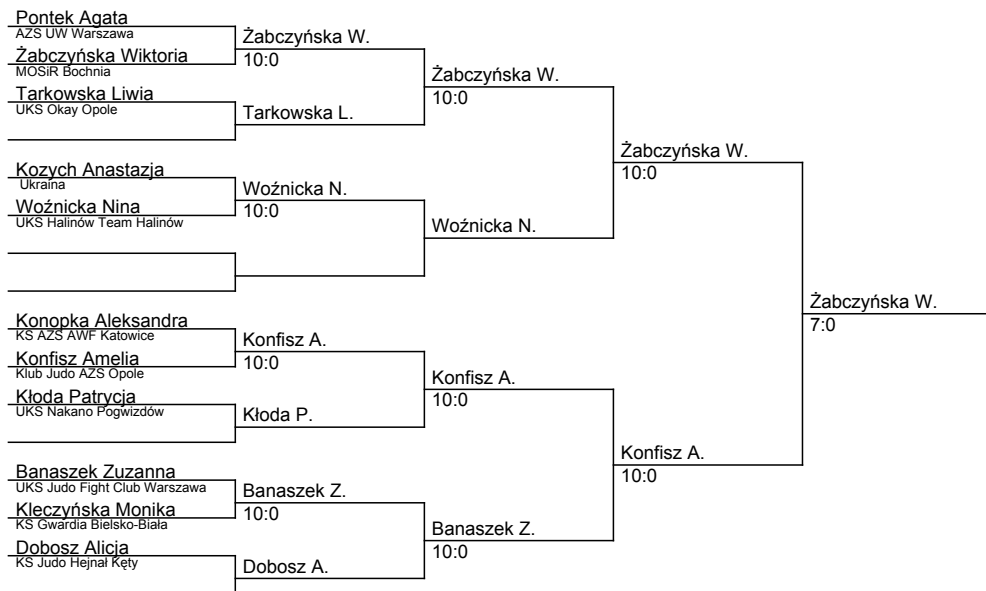 Pontek Agata
AZS UW Warszawa
Żabczyńska Wiktoria
MOSiR Bochnia
Tarkowska Liwia
UKS Okay Opole
Kozych Anastazja
Ukraina
Woźnicka Nina
UKS Halinów Team Halinów
Konopka Aleksandra
KS AZS AWF Katowice
Konfisz Amelia
Klub Judo AZS Opole
Kłoda Patrycja
UKS Nakano Pogwizdów
Banaszek Zuzanna
UKS Judo Fight Club Warszawa
Kleczyńska Monika
KS Gwardia Bielsko-Biała
Dobosz Alicja
KS Judo Hejnał Kęty
Żabczyńska W.
10:0
Tarkowska L.
Woźnicka N.
10:0
Konfisz A.
10:0
Kłoda P.
Banaszek Z.
10:0
Dobosz A.
Żabczyńska W.
10:0
Woźnicka N.
Konfisz A.
10:0
Banaszek Z.
10:0
Żabczyńska W.
10:0
Konfisz A.
10:0
Żabczyńska W.
7:0